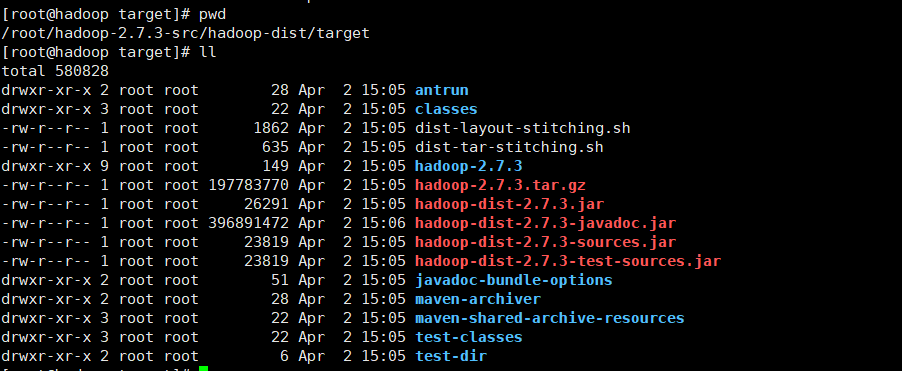 [root@hadoop target]# pwd
/root/hadoop-2.7.3-src/hadoop-dist/target
[root@hadoop target]# ll
total 580828
drwxr-xr-x 2 root root        28 Apr  2 15:05 antrun
drwxr-xr-x 3 root root        22 Apr  2 15:05 classes
-rw-r--r-- 1 root root      1862 Apr  2 15:05 dist-layout-stitching.sh
-rw-r--r-- 1 root root       635 Apr  2 15:05 dist-tar-stitching.sh
drwxr-xr-x 9 root root       149 Apr  2 15:05 hadoop-2.7.3
-rw-r--r-- 1 root root 197783770 Apr  2 15:05 hadoop-2.7.3.tar.gz
-rw-r--r-- 1 root root     26291 Apr  2 15:05 hadoop-dist-2.7.3.jar
-rw-r--r-- 1 root root 396891472 Apr  2 15:06 hadoop-dist-2.7.3-javadoc.jar
-rw-r--r-- 1 root root     23819 Apr  2 15:05 hadoop-dist-2.7.3-sources.jar
-rw-r--r-- 1 root root     23819 Apr  2 15:05 hadoop-dist-2.7.3-test-sources.jar
drwxr-xr-x 2 root root        51 Apr  2 15:05 javadoc-bundle-options
drwxr-xr-x 2 root root        28 Apr  2 15:05 maven-archiver
drwxr-xr-x 3 root root        22 Apr  2 15:05 maven-shared-archive-resources
drwxr-xr-x 3 root root        22 Apr  2 15:05 test-classes
drwxr-xr-x 2 root root         6 Apr  2 15:05 test-dir
[root@hadoop target]#